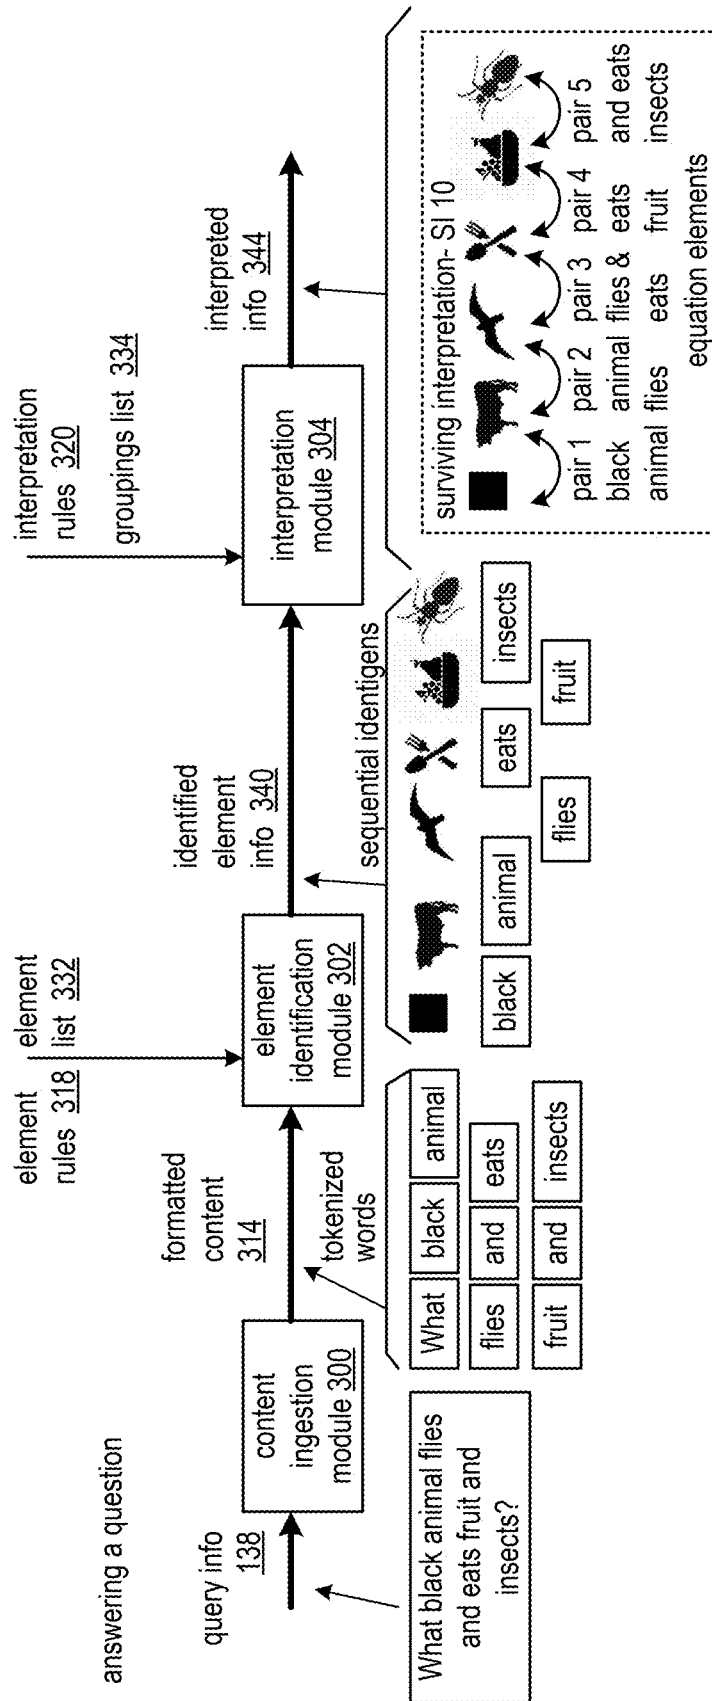 answering a question
query info
138
content
ingestion
module 300
What black animal flies
and eats fruit and
insects?
formatted
content
314
tokenized
words
What black animal
flies and eats
fruit and insects
element
rules 318
element
list 332
element
identification
module 302
identified
element
info 340
sequential identigens
black animal eats insects
flies fruit
interpretation
rules 320
groupings list 334
interpretation
module 304
interpreted
info 344
surviving interpretation- SI 10
pair 1 pair 2 pair 3 pair 4 pair 5
black animal flies & eats and eats
animal flies eats fruit insects
equation elements